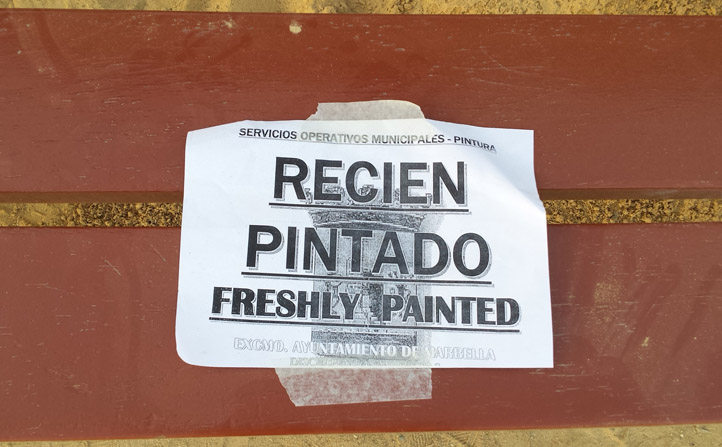 SERVICIOS OPERATIVOS MUNICIPALES - PINTURA
RECIEN
PINTADO
FRESHLY PAINTED
EXCMO. AYUNTAMIENTO DE MARBELLA